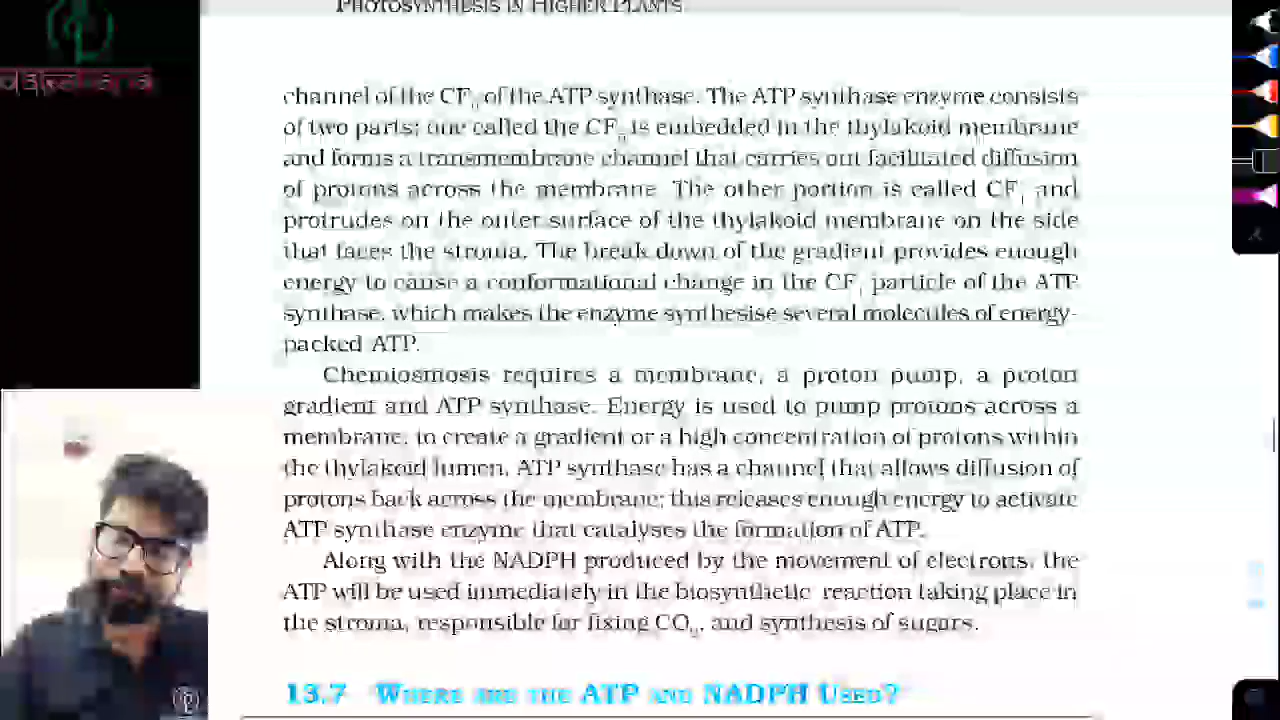 PHOTOSYNTHESIS IN HIGHER PLANTS
channel of the CF₀ of the ATP synthase. The ATP synthase enzyme consists
of two parts: one called the CF₀ is embedded in the thylakoid membrane
and forms a transmembrane channel that carries out facilitated diffusion
of protons across the membrane. The other portion is called CF₁ and
protrudes on the outer surface of the thylakoid membrane on the side
that faces the stroma. The break down of the gradient provides enough
energy to cause a conformational change in the CF₁ particle of the ATP
synthase, which makes the enzyme synthesise several molecules of energy-
packed ATP.
Chemiosmosis requires a membrane, a proton pump, a proton
gradient and ATP synthase. Energy is used to pump protons across a
membrane, to create a gradient or a high concentration of protons within
the thylakoid lumen. ATP synthase has a channel that allows diffusion of
protons back across the membrane; this releases enough energy to activate
ATP synthase enzyme that catalyses the formation of ATP.
Along with the NADPH produced by the movement of electrons, the
ATP will be used immediately in the biosynthetic reaction taking place in
the stroma, responsible for fixing CO₂, and synthesis of sugars.
13.7 WHERE ARE THE ATP AND NADPH USED?